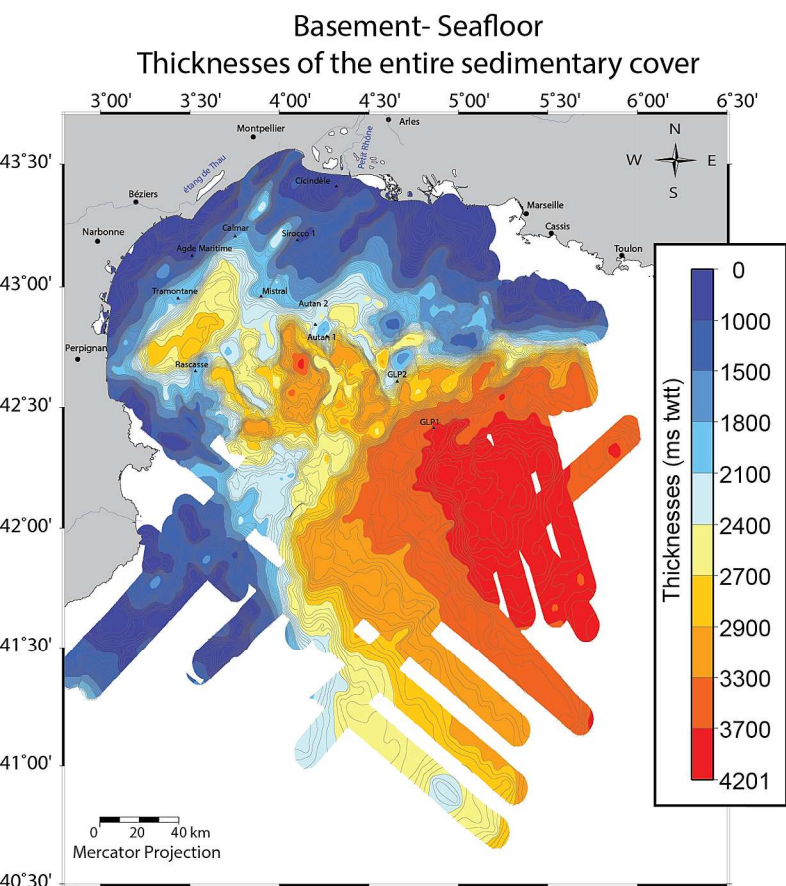 Basement- Seafloor
Thicknesses of the entire sedimentary cover
3°00' 3°30' 4°00' 4°30' 5°00' 5°30' 6°00' 6°30'
Montpellier
Arles
Petit Rhône
N
W E
S
43°30'
étang de Thau
Cicindèle
Béziers
Marseille
Narbonne
Calmar
Sirocco 1
Cassis
Agde Maritime
Toulon
43°00'
Tramontane
Mistral
Autan 2
Autan 1
Perpignan
Rascasse
GLP2
42°30'
GLP1
42°00'
41°30'
41°00'
40°30'
Thicknesses (ms twtt)
0
1000
1500
1800
2100
2400
2700
2900
3300
3700
4201
0 20 40 km
Mercator Projection